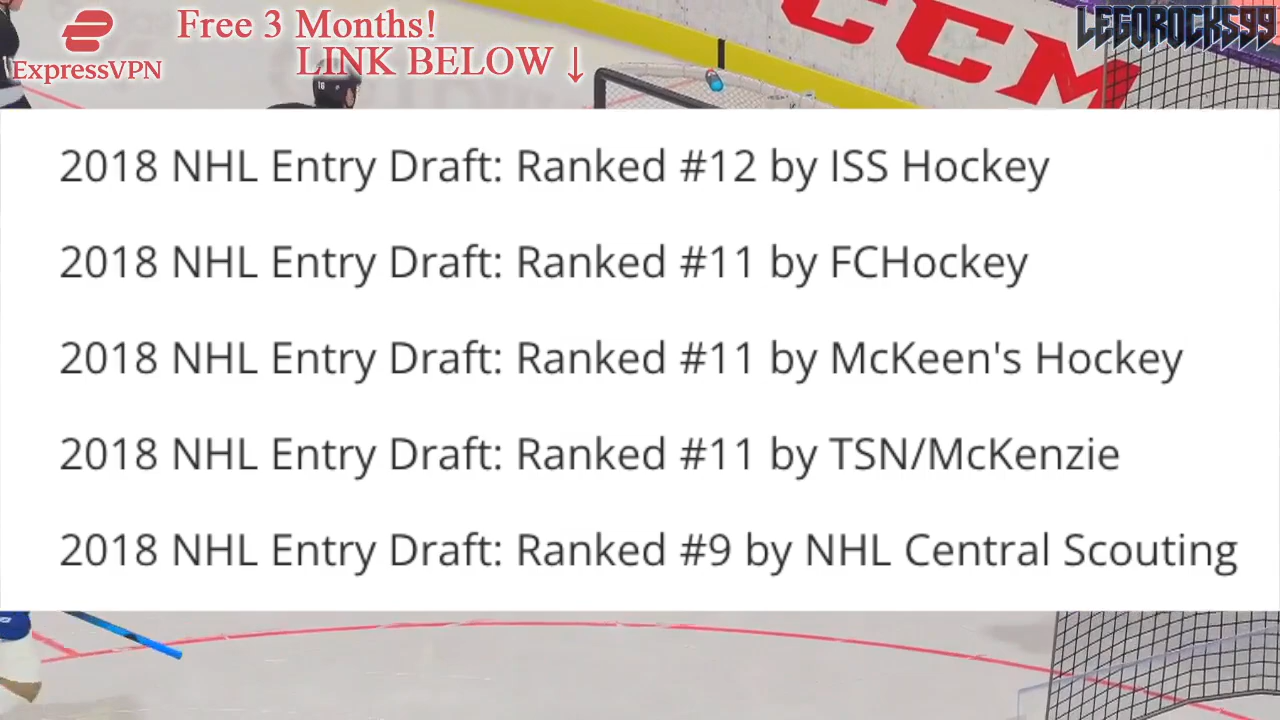 ExpressVPN
Free 3 Months!
LINK BELOW ↓
LEGOROCKS99
CCM
16
2018 NHL Entry Draft: Ranked #12 by ISS Hockey
2018 NHL Entry Draft: Ranked #11 by FCHockey
2018 NHL Entry Draft: Ranked #11 by McKeen's Hockey
2018 NHL Entry Draft: Ranked #11 by TSN/McKenzie
2018 NHL Entry Draft: Ranked #9 by NHL Central Scouting